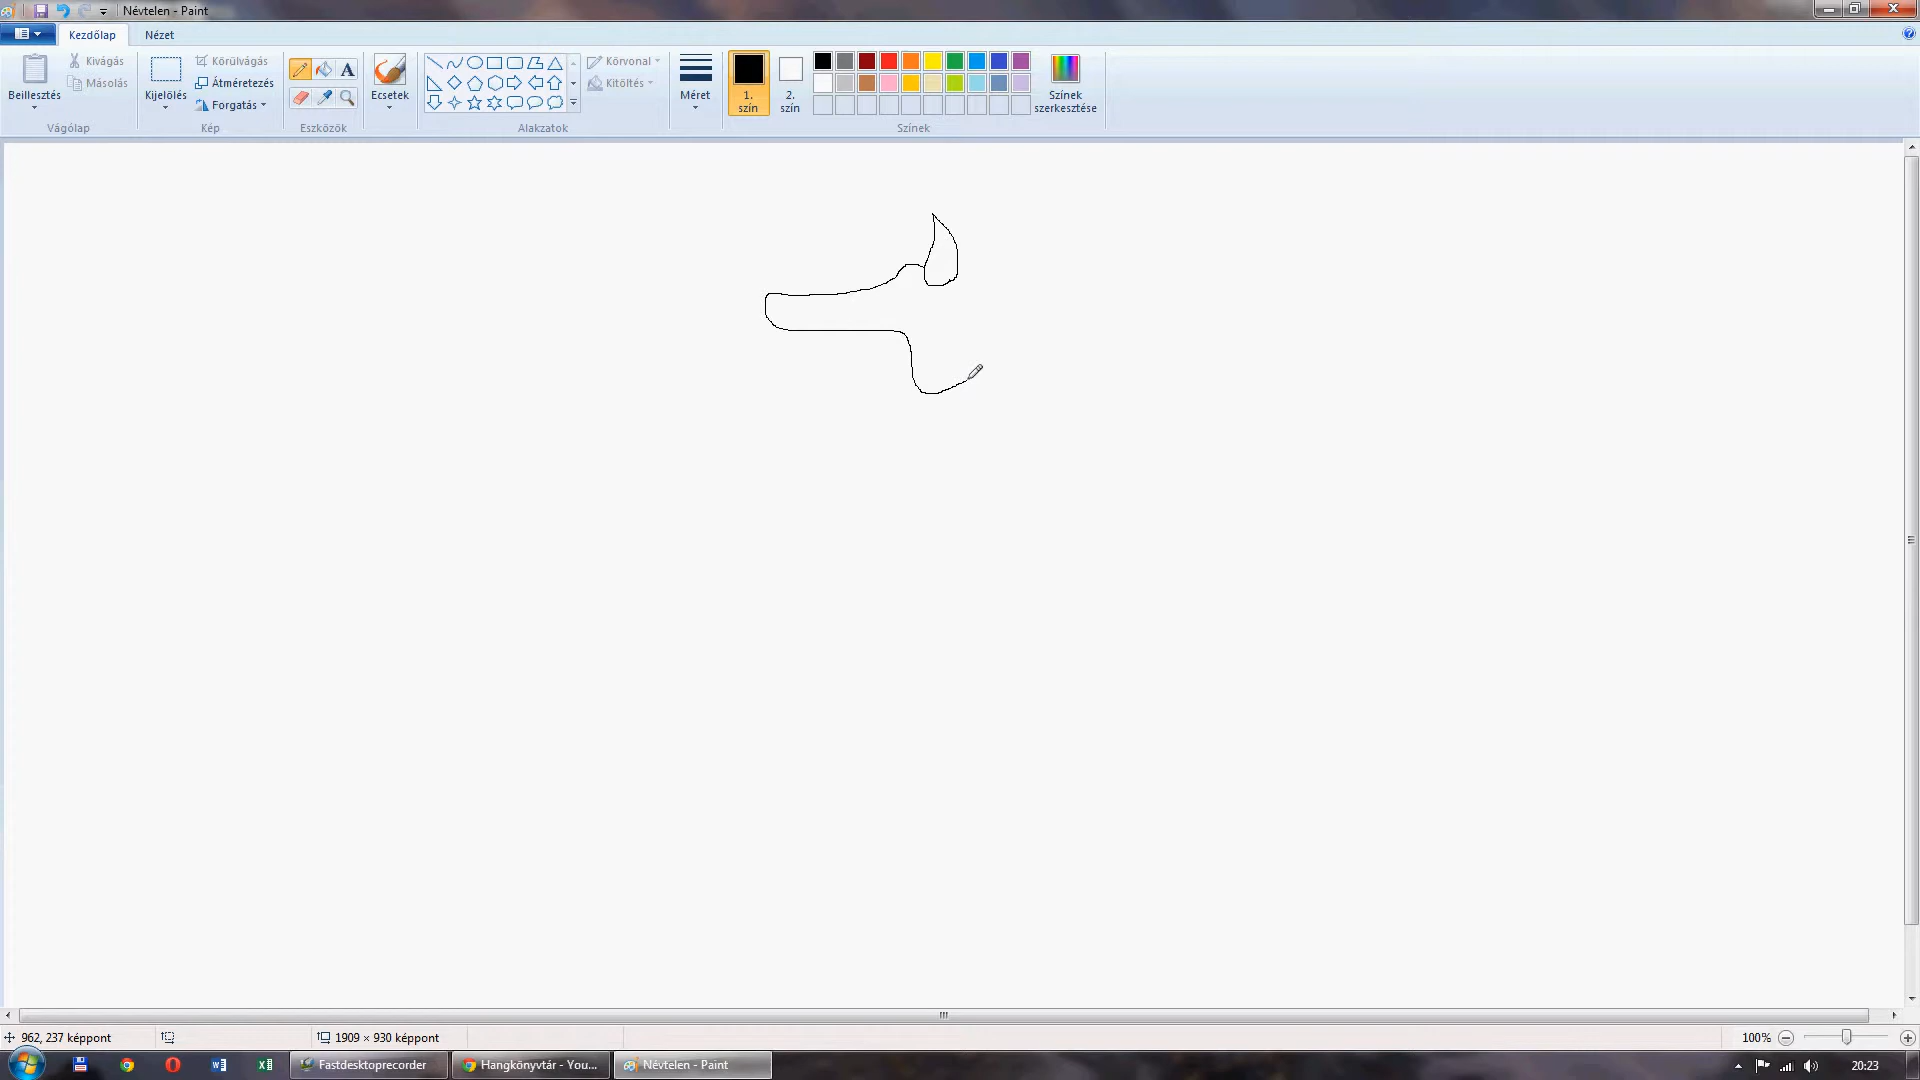 Névtelen - Paint
Kezdőlap
Nézet
Beillesztés
Kivágás
Másolás
Vágólap
Kijelölés
Körülvágás
Átméretezés
Forgatás
Kép
A
Eszközök
Ecsetek
Alakzatok
Körvonal
Kitöltés
Méret
1.
szín
2.
szín
Színek
szerkesztése
Színek
962, 237 képpont
1909 × 930 képpont
100%
Fastdesktoprecorder
Hangkönyvtár - You...
Névtelen - Paint
20:23